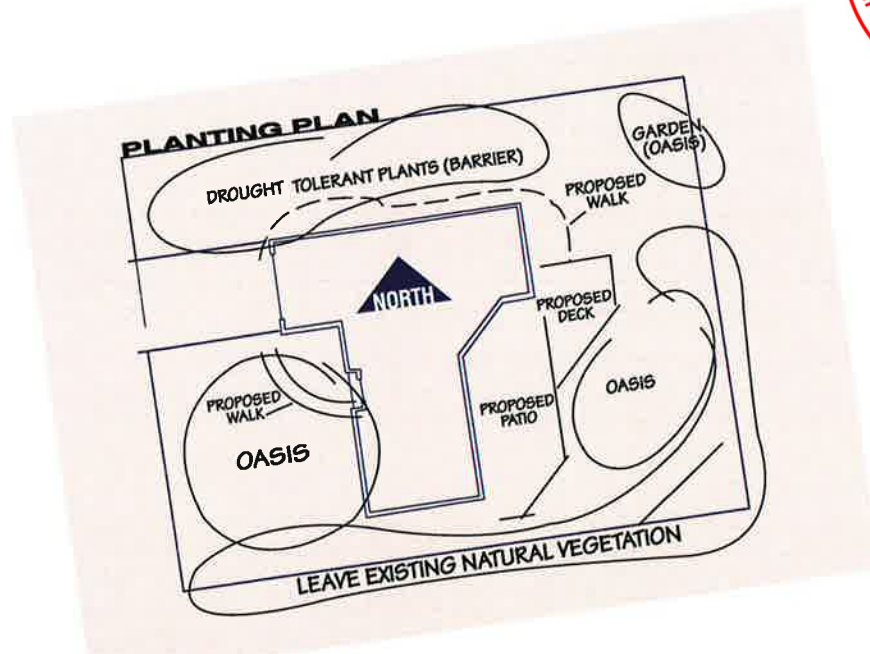 PLANTING PLAN
DROUGHT TOLERANT PLANTS (BARRIER)
GARDEN
(OASIS)
PROPOSED
WALK
NORTH
PROPOSED
DECK
PROPOSED
WALK
OASIS
PROPOSED
PATIO
OASIS
LEAVE EXISTING NATURAL VEGETATION